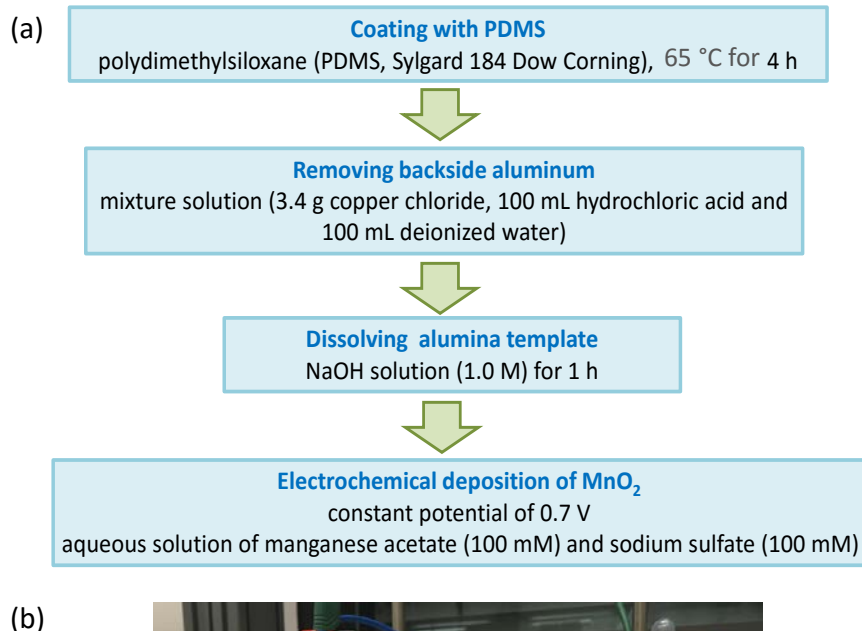 (a)
Coating with PDMS
polydimethylsiloxane (PDMS, Sylgard 184 Dow Corning), 65 °C for 4 h
Removing backside aluminum
mixture solution (3.4 g copper chloride, 100 mL hydrochloric acid and
100 mL deionized water)
Dissolving alumina template
NaOH solution (1.0 M) for 1 h
Electrochemical deposition of MnO₂
constant potential of 0.7 V
aqueous solution of manganese acetate (100 mM) and sodium sulfate (100 mM)
(b)